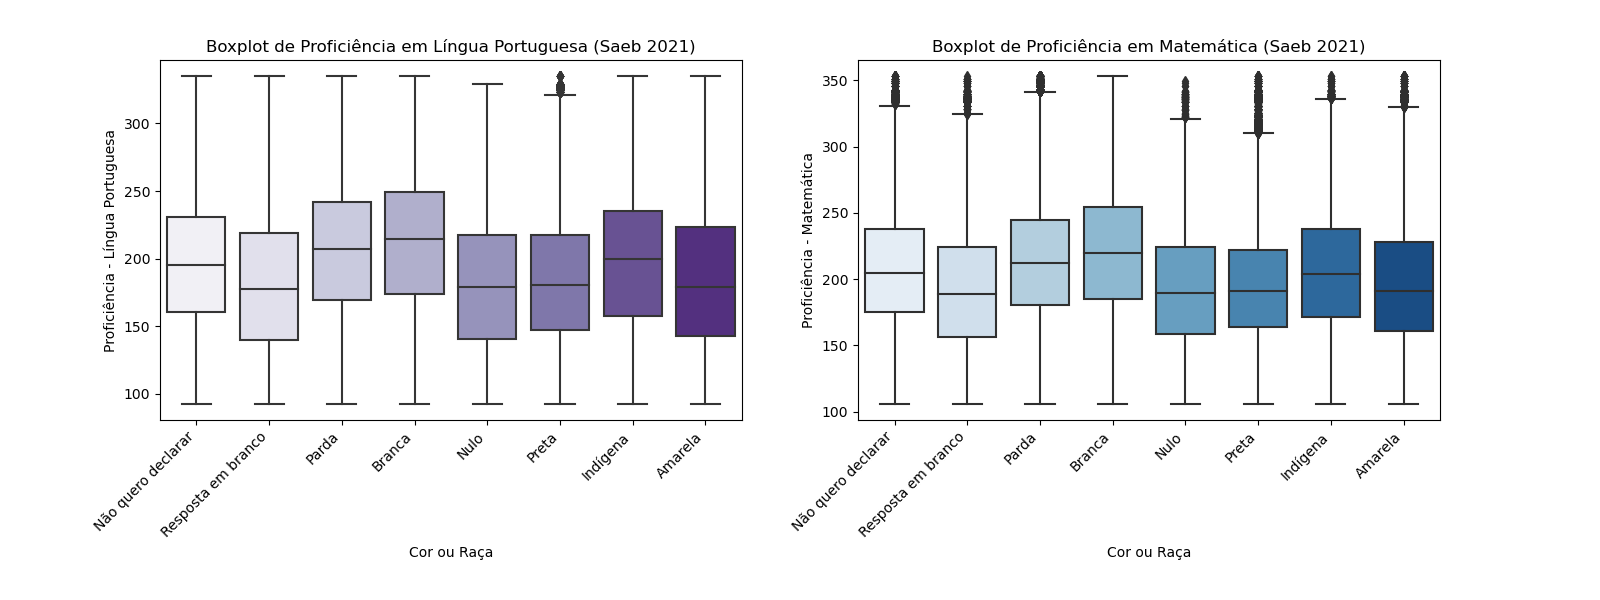 Boxplot de Proficiência em Língua Portuguesa (Saeb 2021)
Proficiência - Língua Portuguesa
300
250
200
150
100
Não quero declarar
Resposta em branco
Parda
Branca
Nulo
Preta
Indígena
Amarela
Cor ou Raça
Boxplot de Proficiência em Matemática (Saeb 2021)
Proficiência - Matemática
350
300
250
200
150
100
Não quero declarar
Resposta em branco
Parda
Branca
Nulo
Preta
Indígena
Amarela
Cor ou Raça